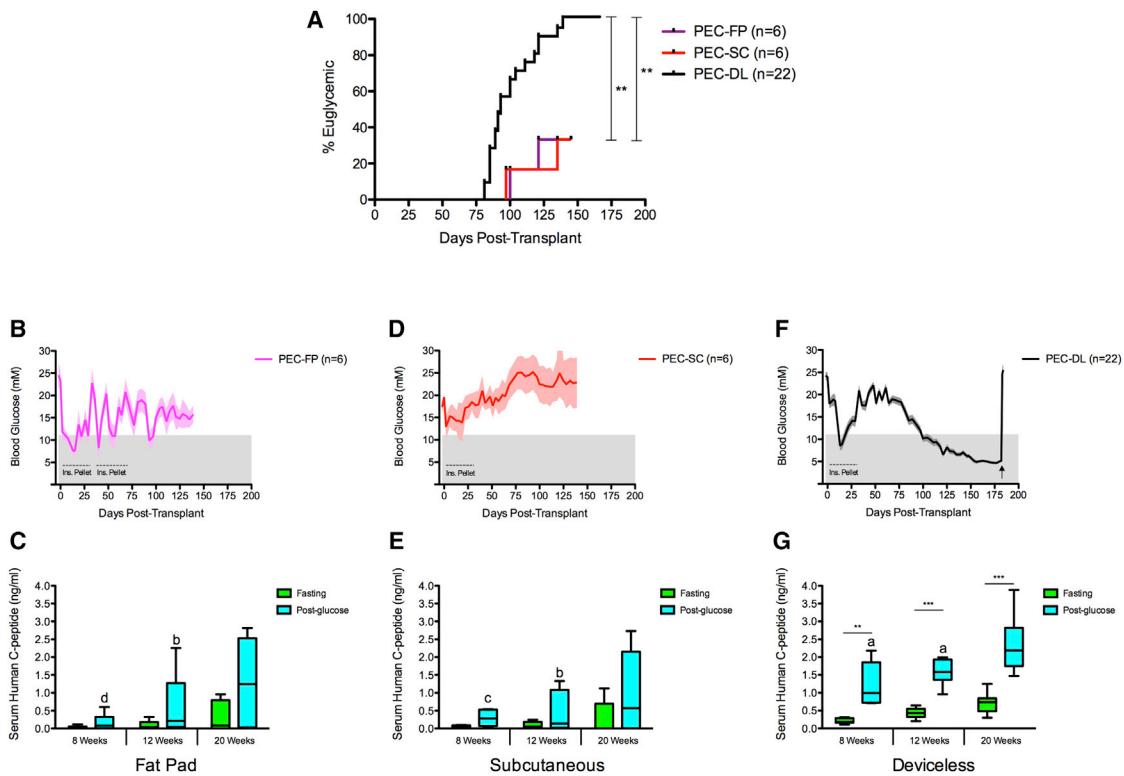 A
% Euglycemic
100
80
60
40
20
0
0 25 50 75 100 125 150 175 200
Days Post-Transplant
**
**
PEC-FP (n=6)
PEC-SC (n=6)
PEC-DL (n=22)
B
Blood Glucose (mM)
30
25
20
15
10
5
Ins. Pellet Ins. Pellet
0 25 50 75 100 125 150 175 200
Days Post-Transplant
PEC-FP (n=6)
D
Blood Glucose (mM)
30
25
20
15
10
5
Ins. Pellet
0 25 50 75 100 125 150 175 200
Days Post-Transplant
PEC-SC (n=6)
F
Blood Glucose (mM)
30
25
20
15
10
5
Ins. Pellet
0 25 50 75 100 125 150 175 200
Days Post-Transplant
PEC-DL (n=22)
C
Serum Human C-peptide (ng/ml)
4.0
3.5
3.0
2.5
2.0
1.5
1.0
0.5
0.0
d
b
8 Weeks 12 Weeks 20 Weeks
Fat Pad
Fasting
Post-glucose
E
Serum Human C-peptide (ng/ml)
4.0
3.5
3.0
2.5
2.0
1.5
1.0
0.5
0.0
c
b
8 Weeks 12 Weeks 20 Weeks
Subcutaneous
Fasting
Post-glucose
G
Serum Human C-peptide (ng/ml)
4.0
3.5
3.0
2.5
2.0
1.5
1.0
0.5
0.0
**
a
***
a
***
8 Weeks 12 Weeks 20 Weeks
Deviceless
Fasting
Post-glucose